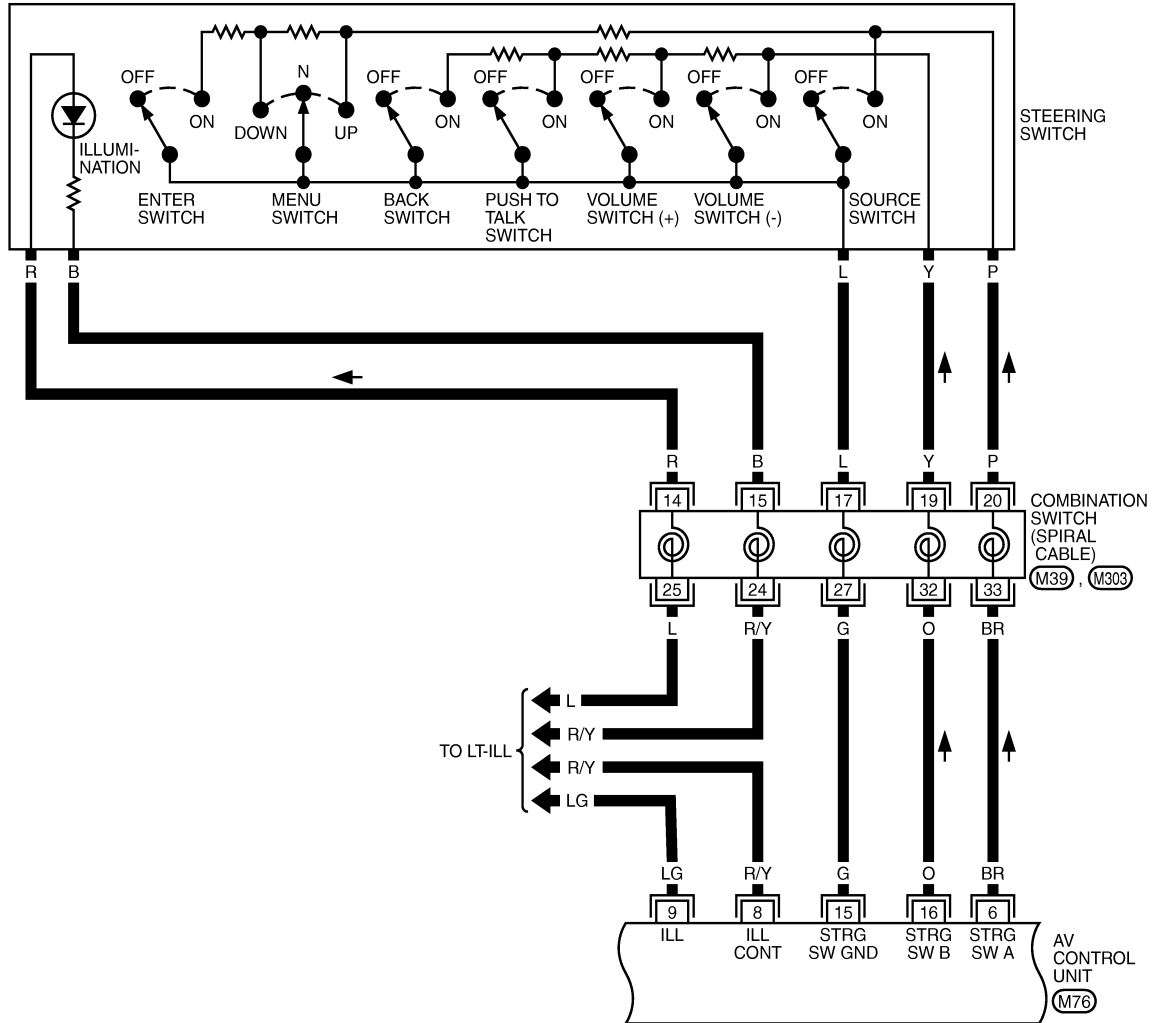 N
OFF
OFF
OFF
OFF
OFF
OFF
ON
DOWN
UP
ON
ON
ON
ON
ON
STEERING
SWITCH
ILLUMI-
NATION
ENTER
SWITCH
MENU
SWITCH
BACK
SWITCH
PUSH TO
TALK
SWITCH
VOLUME
SWITCH (+)
VOLUME
SWITCH (-)
SOURCE
SWITCH
R B L Y P
R B L Y P
14 15 17 19 20
COMBINATION
SWITCH
(SPIRAL
CABLE)
M39 , M303
25 24 27 32 33
L R/Y G O BR
L
R/Y
TO LT-ILL
R/Y
LG
LG R/Y G O BR
9 8 15 16 6
ILL
ILL
CONT
STRG
SW GND
STRG
SW B
STRG
SW A
AV
CONTROL
UNIT
M76